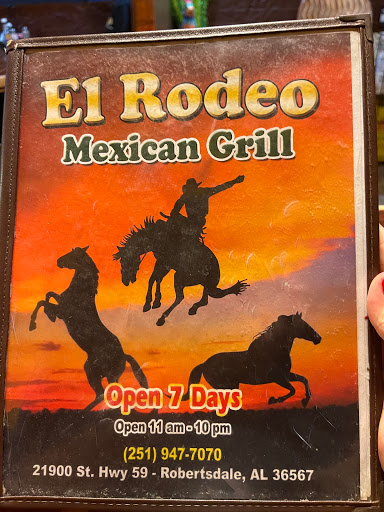 El Rodeo
Mexican Grill
Open 7 Days
Open 11 am - 10 pm
(251) 947-7070
21900 St. Hwy 59 - Robertsdale, AL 36567